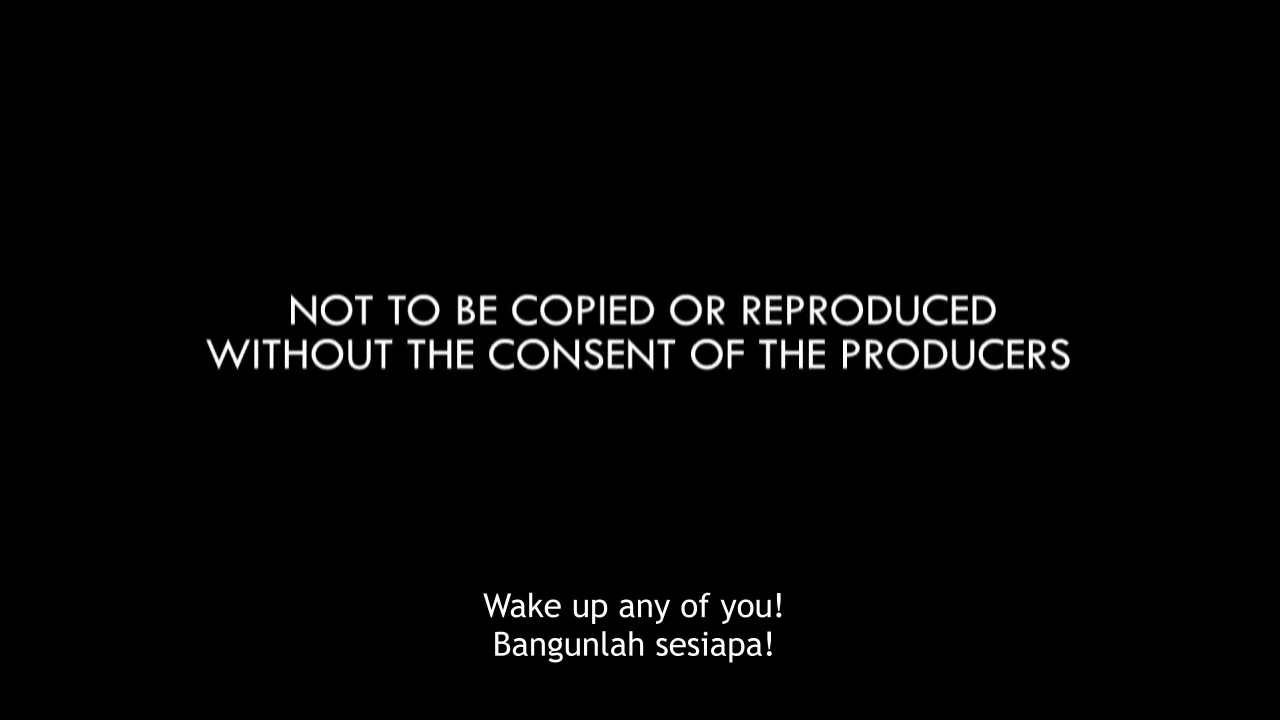 NOT TO BE COPIED OR REPRODUCED
WITHOUT THE CONSENT OF THE PRODUCERS
Wake up any of you!
Bangunlah sesiapa!